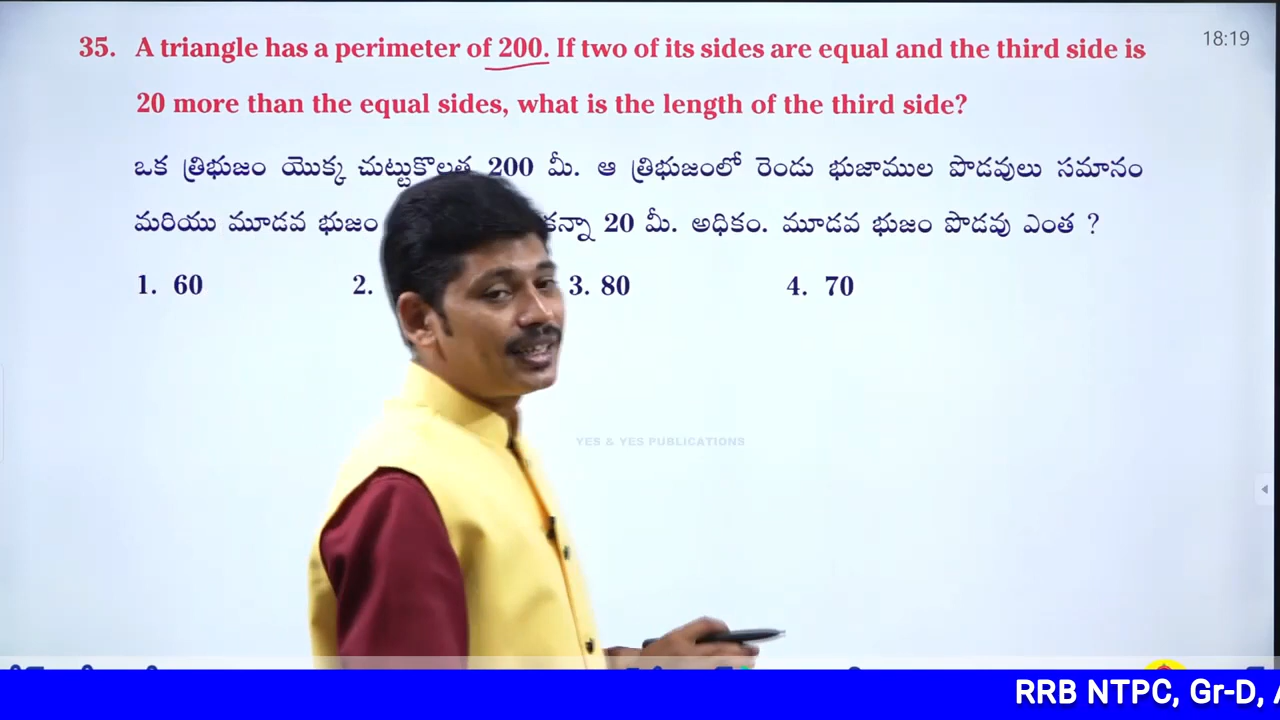 18:19
35. A triangle has a perimeter of 200. If two of its sides are equal and the third side is
20 more than the equal sides, what is the length of the third side?
ఒక త్రిభుజం యొక్క చుట్టుకొలత 200 మీ. ఆ త్రిభుజంలో రెండు భుజాముల పొడవులు సమానం
మరియు మూడవ భుజం కన్నా 20 మీ. అధికం. మూడవ భుజం పొడవు ఎంత ?
1. 60 2. 3. 80 4. 70
YES & YES PUBLICATIONS
RRB NTPC, Gr-D,